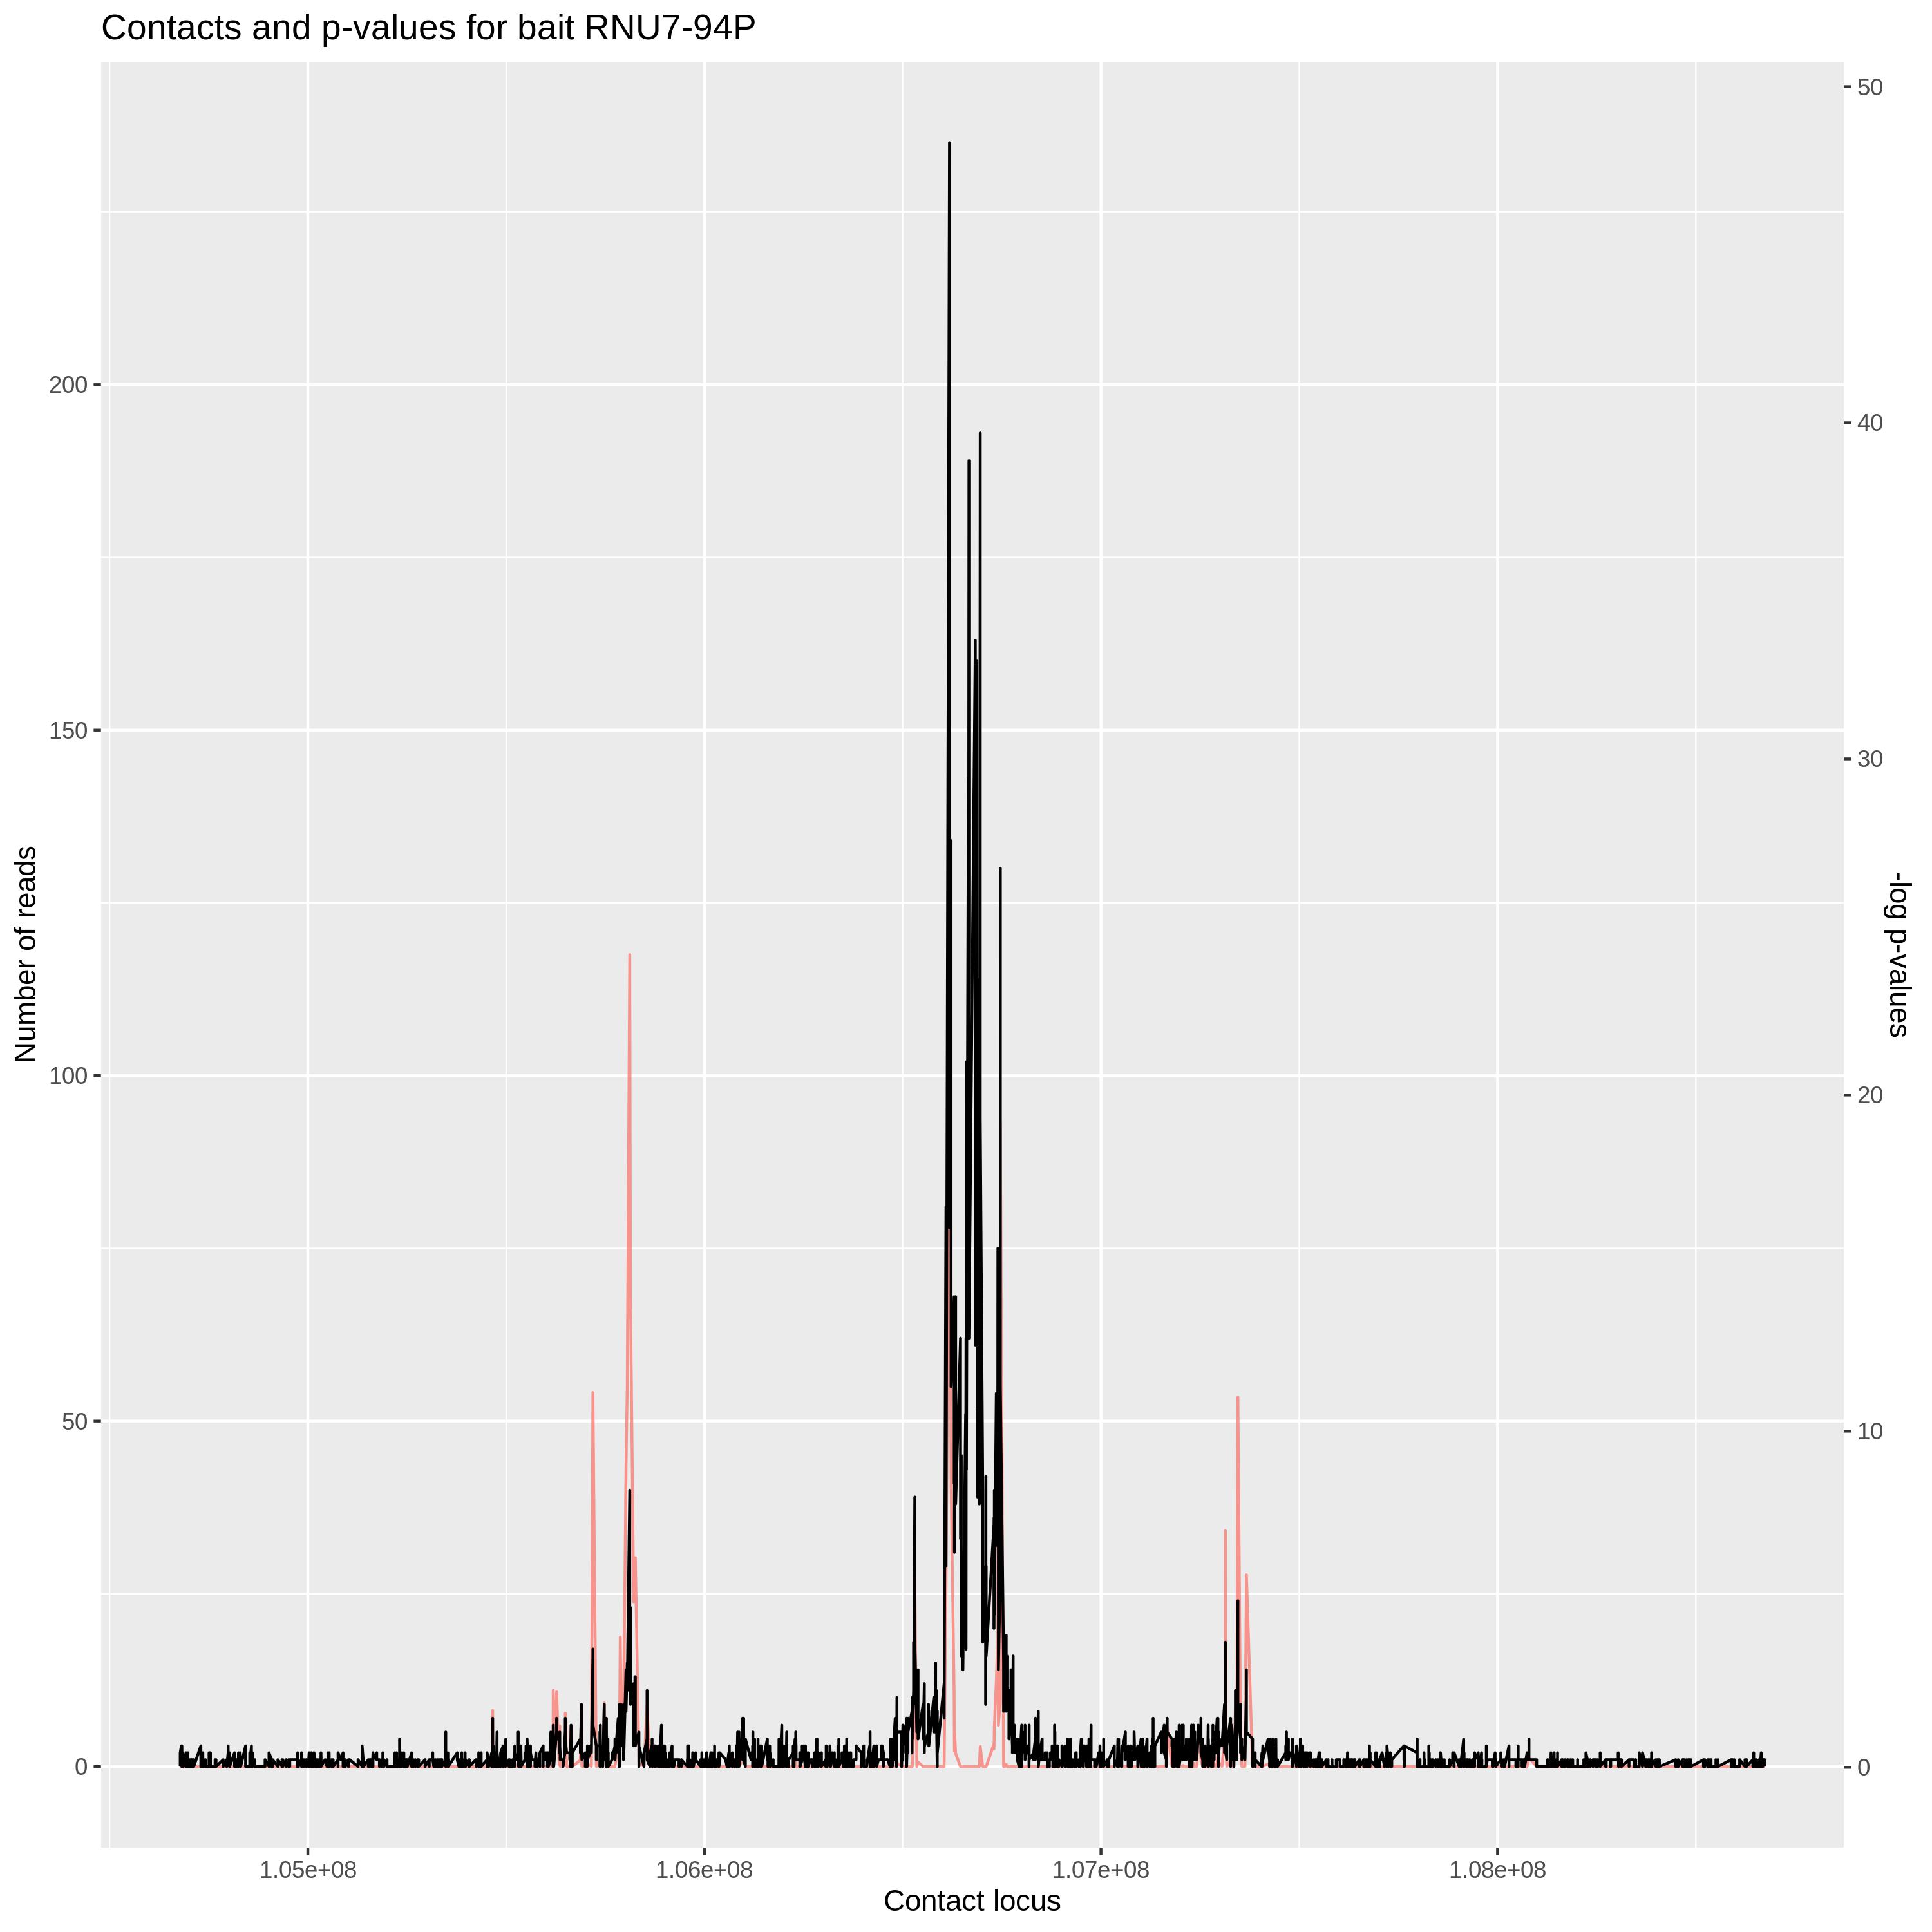 Contacts and p-values for bait RNU7-94P
Number of reads
200
150
100
50
0
50
40
30
20
10
0
-log p-values
1.05e+08
1.06e+08
1.07e+08
1.08e+08
Contact locus